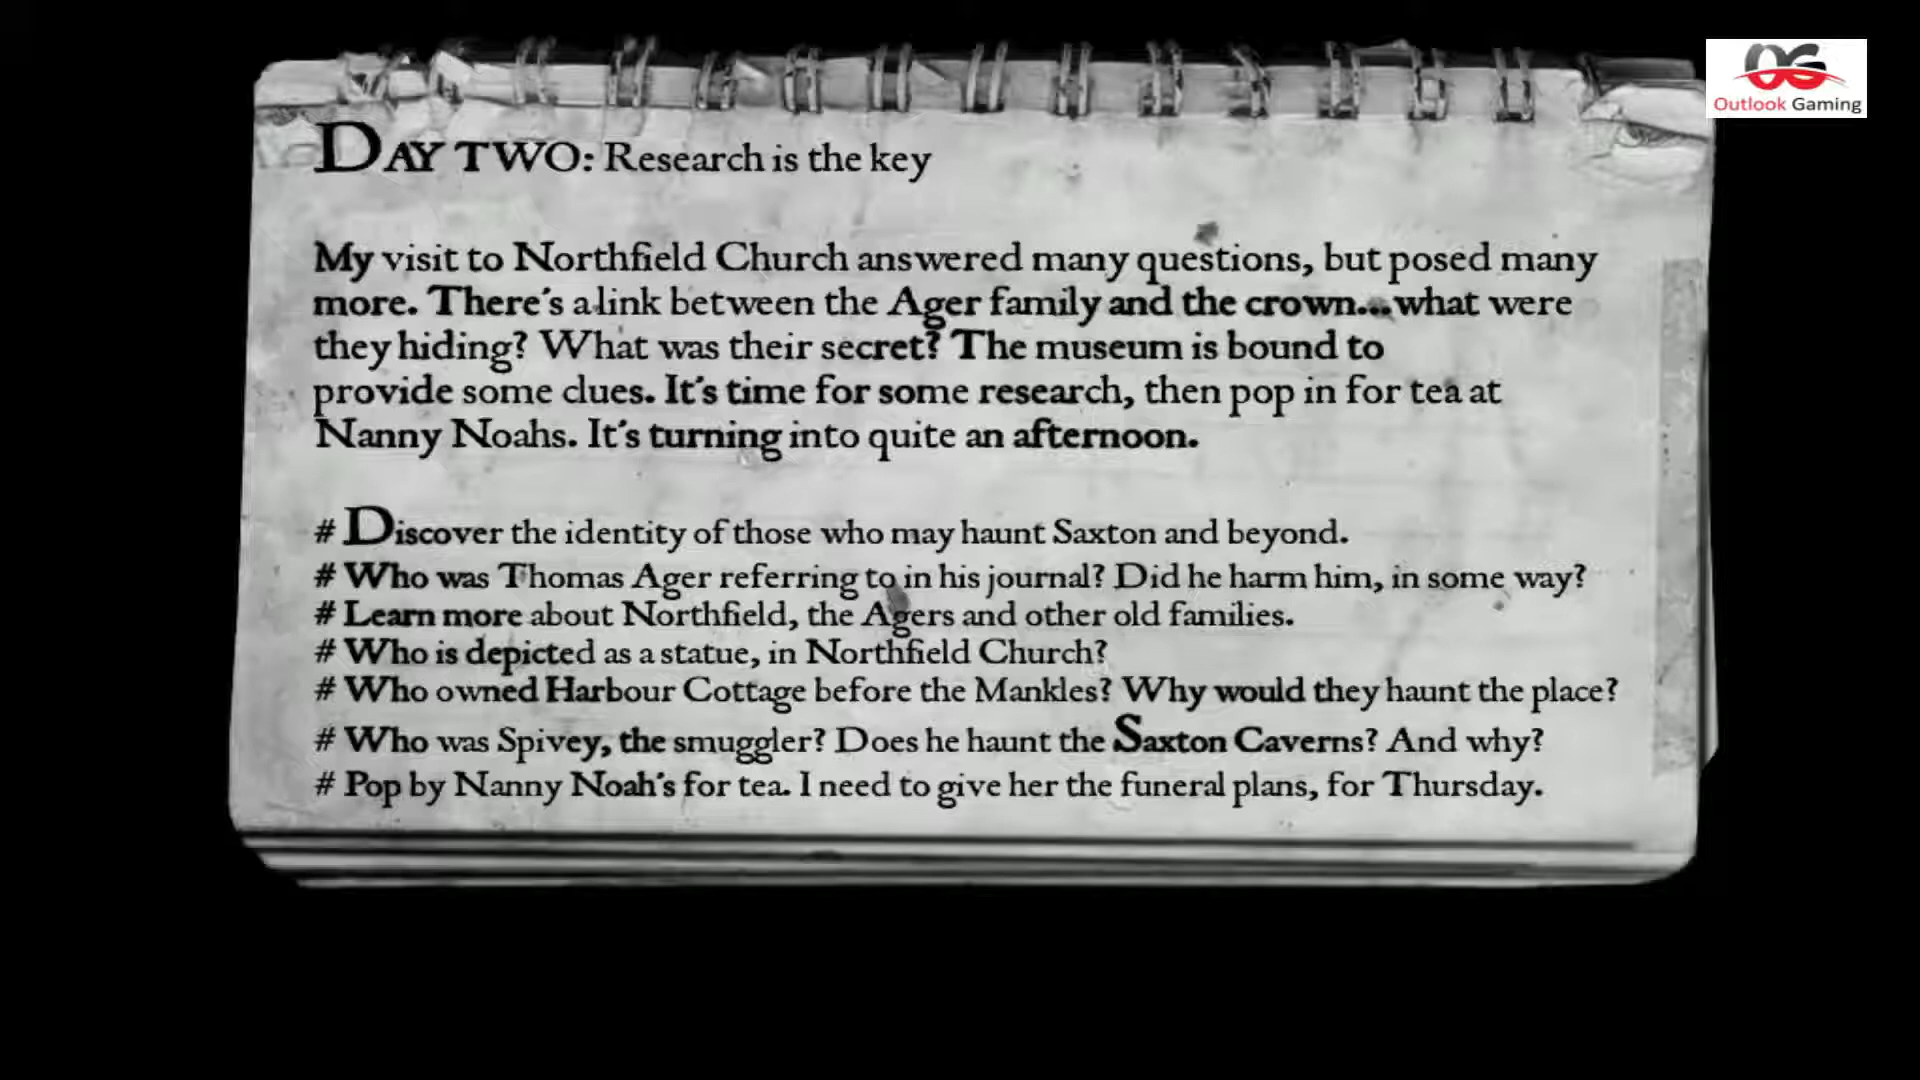 OG
Outlook Gaming
DAY TWO: Research is the key
My visit to Northfield Church answered many questions, but posed many
more. There's a link between the Ager family and the crown...what were
they hiding? What was their secret? The museum is bound to
provide some clues. It's time for some research, then pop in for tea at
Nanny Noahs. It's turning into quite an afternoon.
# Discover the identity of those who may haunt Saxton and beyond.
# Who was Thomas Ager referring to in his journal? Did he harm him, in some way?
# Learn more about Northfield, the Agers and other old families.
# Who is depicted as a statue, in Northfield Church?
# Who owned Harbour Cottage before the Mankles? Why would they haunt the place?
# Who was Spivey, the smuggler? Does he haunt the Saxton Caverns? And why?
# Pop by Nanny Noah's for tea. I need to give her the funeral plans, for Thursday.